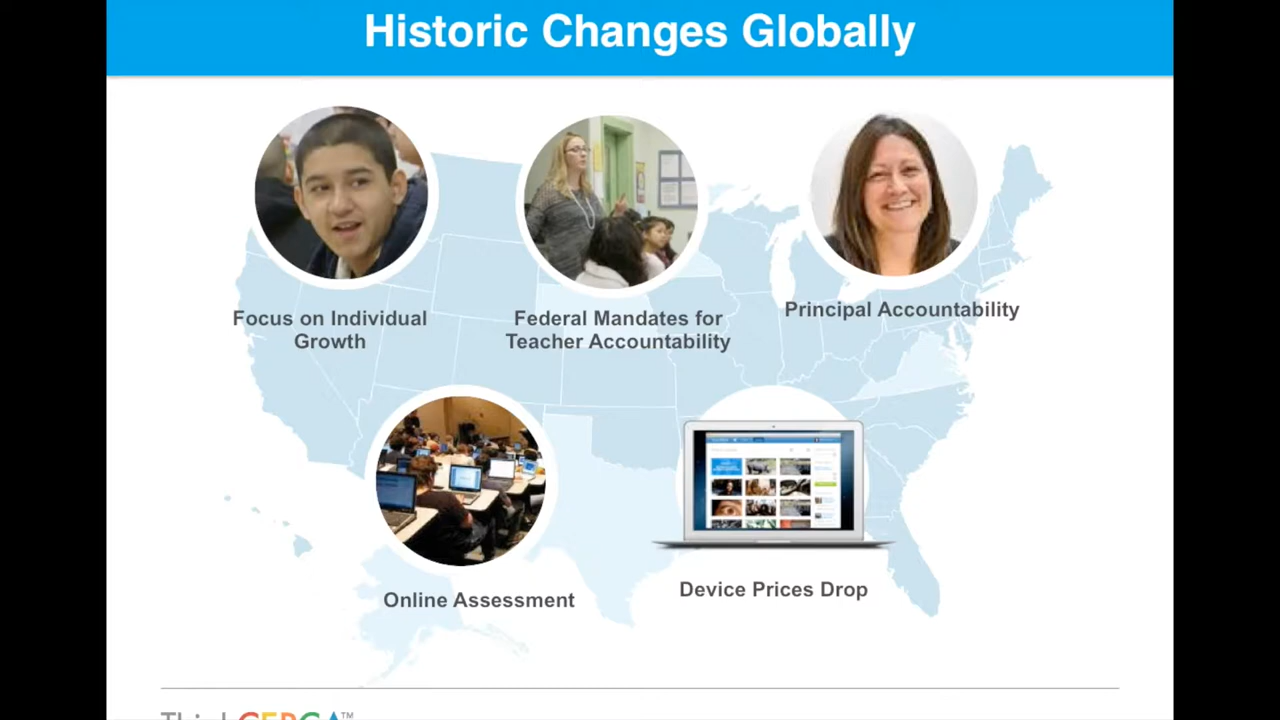 Historic Changes Globally
Focus on Individual
Growth
Federal Mandates for
Teacher Accountability
Principal Accountability
Online Assessment
Device Prices Drop
ThinkCERCA™